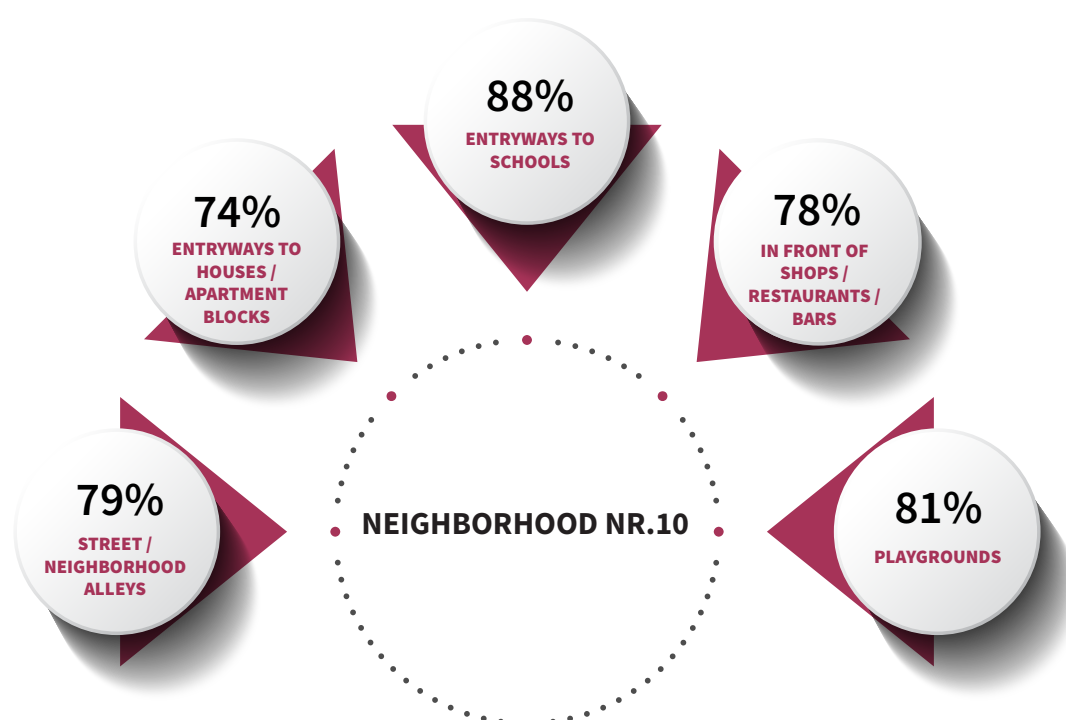 88%
ENTRYWAYS TO
SCHOOLS
74%
ENTRYWAYS TO
HOUSES /
APARTMENT
BLOCKS
78%
IN FRONT OF
SHOPS /
RESTAURANTS /
BARS
79%
STREET /
NEIGHBORHOOD
ALLEYS
NEIGHBORHOOD NR.10
81%
PLAYGROUNDS